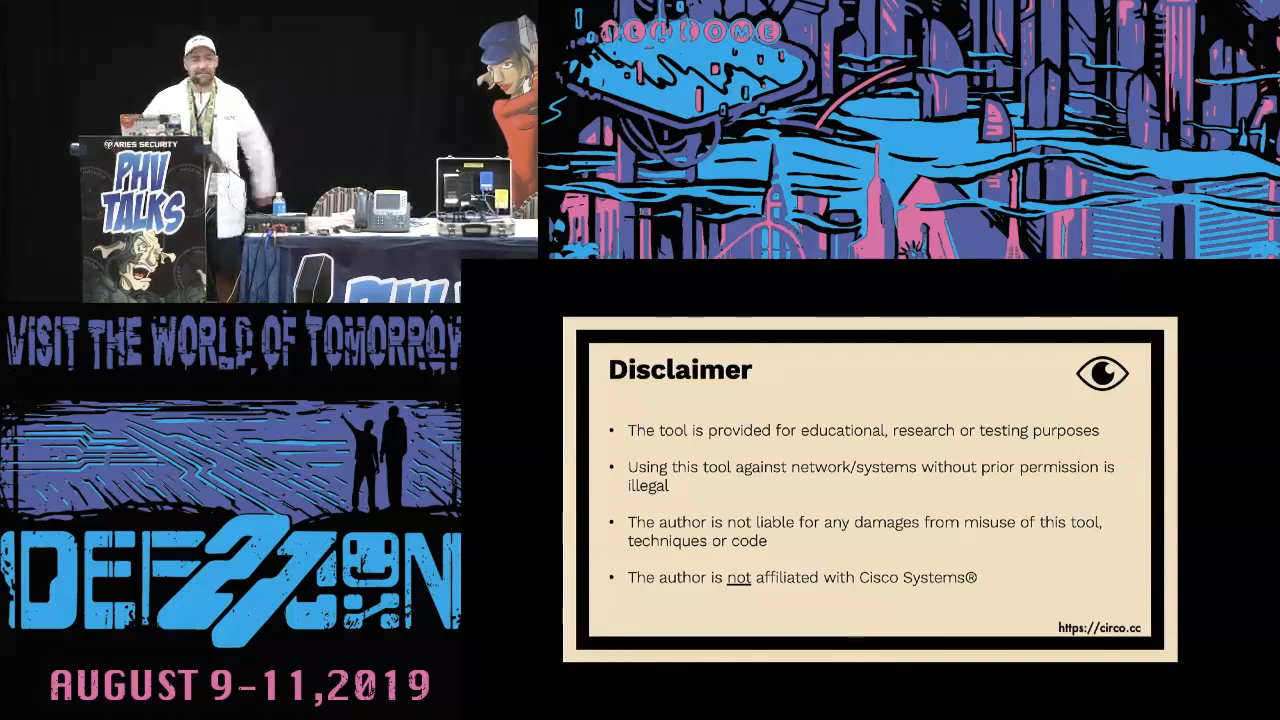 WELCOME
ARIES SECURITY
PHV
TALKS
VISIT THE WORLD OF TOMORROW
DEF27CON
AUGUST 9-11,2019
Disclaimer
• The tool is provided for educational, research or testing purposes
• Using this tool against network/systems without prior permission is
illegal
• The author is not liable for any damages from misuse of this tool,
techniques or code
• The author is not affiliated with Cisco Systems®
https://circo.cc